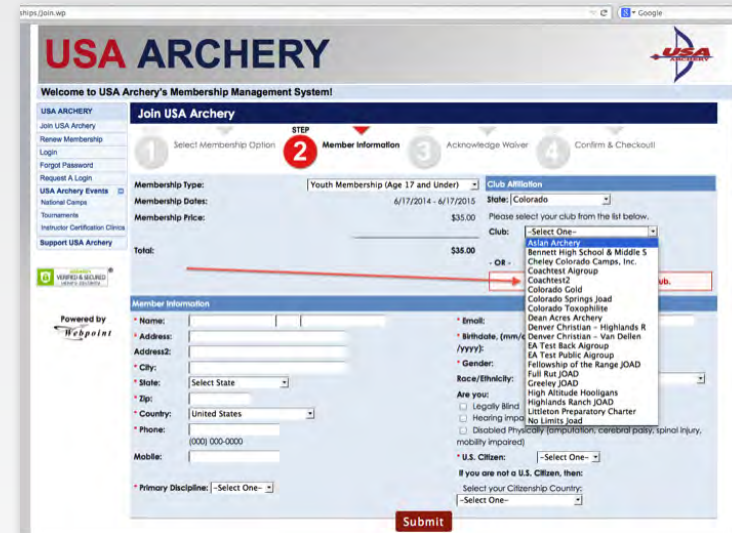 ships/join.wp
Google
USA ARCHERY
USA
ARCHERY
Welcome to USA Archery's Membership Management System!
USA ARCHERY
Join USA Archery
Renew Membership
Login
Forgot Password
Request A Login
USA Archery Events
National Camps
Tournaments
Instructor Certification Clinics
Support USA Archery
VERIFIED & SECURED
Powered by
Webpoint
Join USA Archery
STEP
1 Select Membership Option
2 Member Information
3 Acknowledge Waiver
4 Confirm & Checkout!
Membership Type: Youth Membership (Age 17 and Under)
Membership Dates: 6/17/2014 - 6/17/2015
Membership Price: $35.00
Total: $35.00
Club Affiliation
State: Colorado
Please select your club from the list below.
Club: -Select One-
- OR -
ub.
Aslan Archery
Bennett High School & Middle S
Cheley Colorado Camps, Inc.
Coachtest Aigroup
Coachtest2
Colorado Gold
Colorado Springs Joad
Colorado Toxophilite
Dean Acres Archery
Denver Christian - Highlands R
Denver Christian - Van Dellen
EA Test Back Aigroup
EA Test Public Aigroup
Fellowship of the Range JOAD
Full Rut JOAD
Greeley JOAD
High Altitude Hooligans
Highlands Ranch JOAD
Littleton Preparatory Charter
No Limits Joad
Member Information
* Name:
* Address:
Address2:
* City:
* State: Select State
* Zip:
* Country: United States
* Phone:
(000) 000-0000
Mobile:
* Primary Discipline: -Select One-
* Email:
* Birthdate, (mm/d
/yyyy):
* Gender:
Race/Ethnicity:
Are you:
Legally Blind
Hearing impa
Disabled Physically (amputation, cerebral palsy, spinal injury,
mobility impaired)
* U.S. Citizen: -Select One-
If you are not a U.S. Citizen, then:
Select your Citizenship Country:
-Select One-
Submit